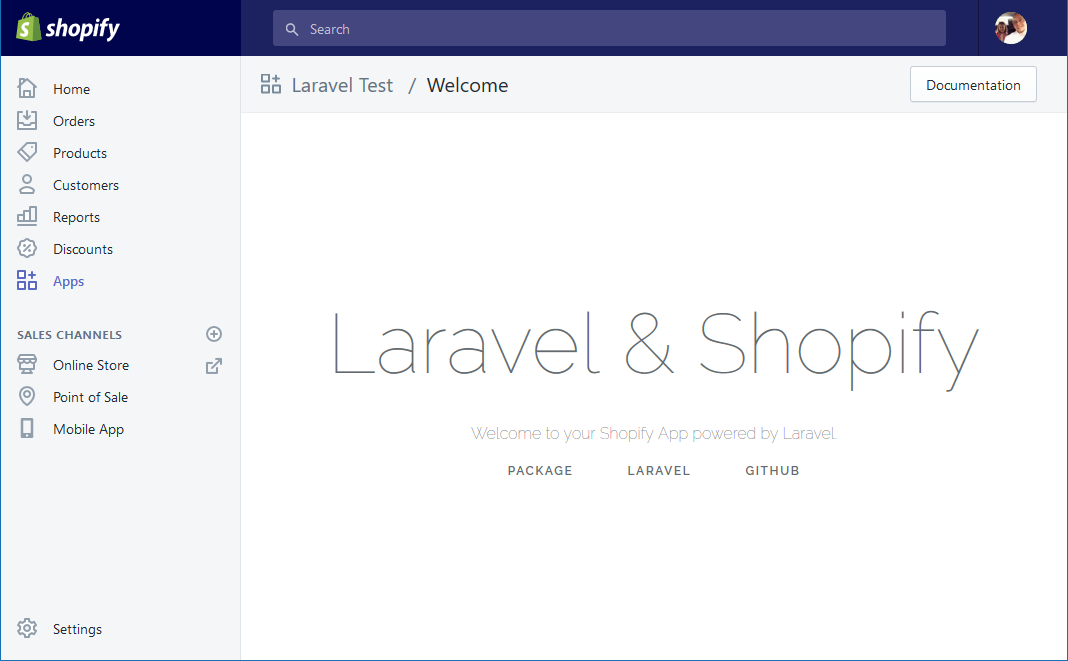 shopify
Search
Laravel Test / Welcome
Documentation
Home
Orders
Products
Customers
Reports
Discounts
Apps
SALES CHANNELS
Online Store
Point of Sale
Mobile App
Settings
Laravel & Shopify
Welcome to your Shopify App powered by Laravel.
PACKAGE LARAVEL GITHUB